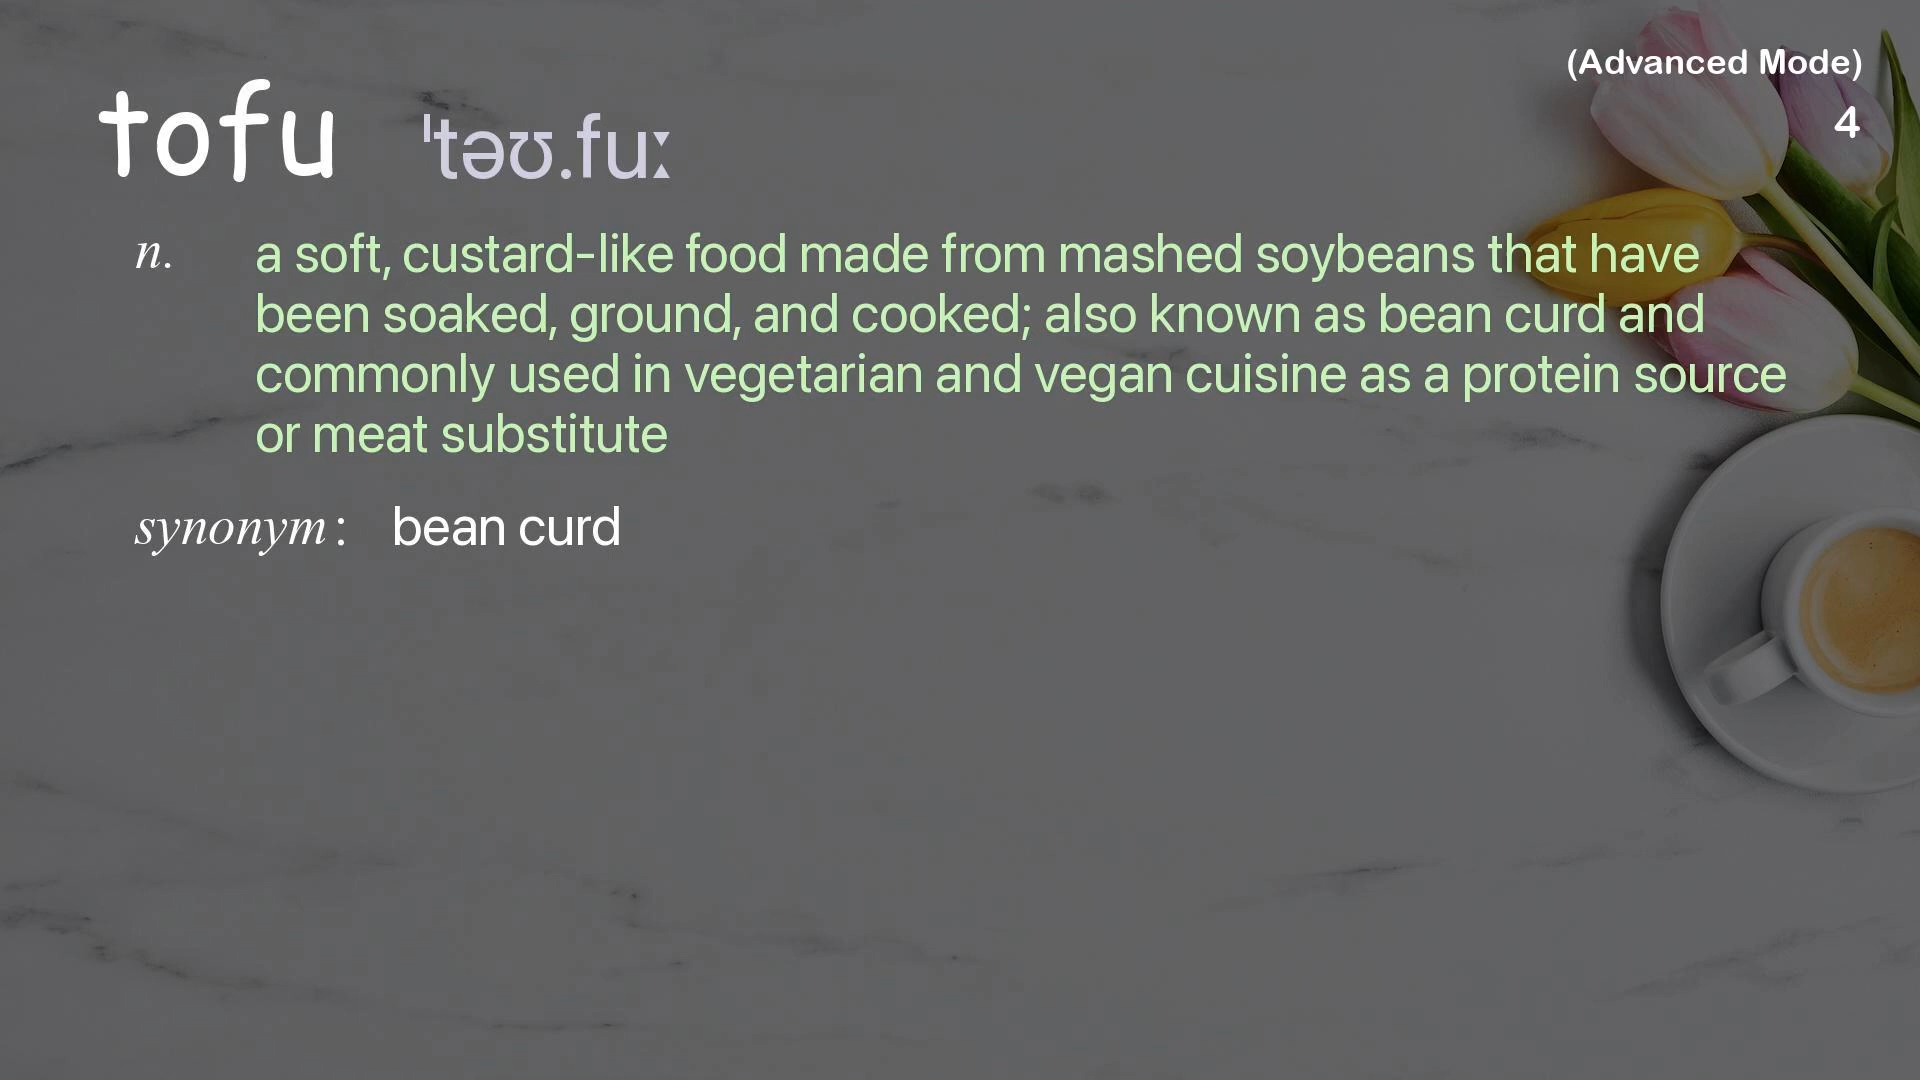 (Advanced Mode)
4
tofu ˈtəʊ.fuː
n. a soft, custard-like food made from mashed soybeans that have
been soaked, ground, and cooked; also known as bean curd and
commonly used in vegetarian and vegan cuisine as a protein source
or meat substitute
synonym: bean curd